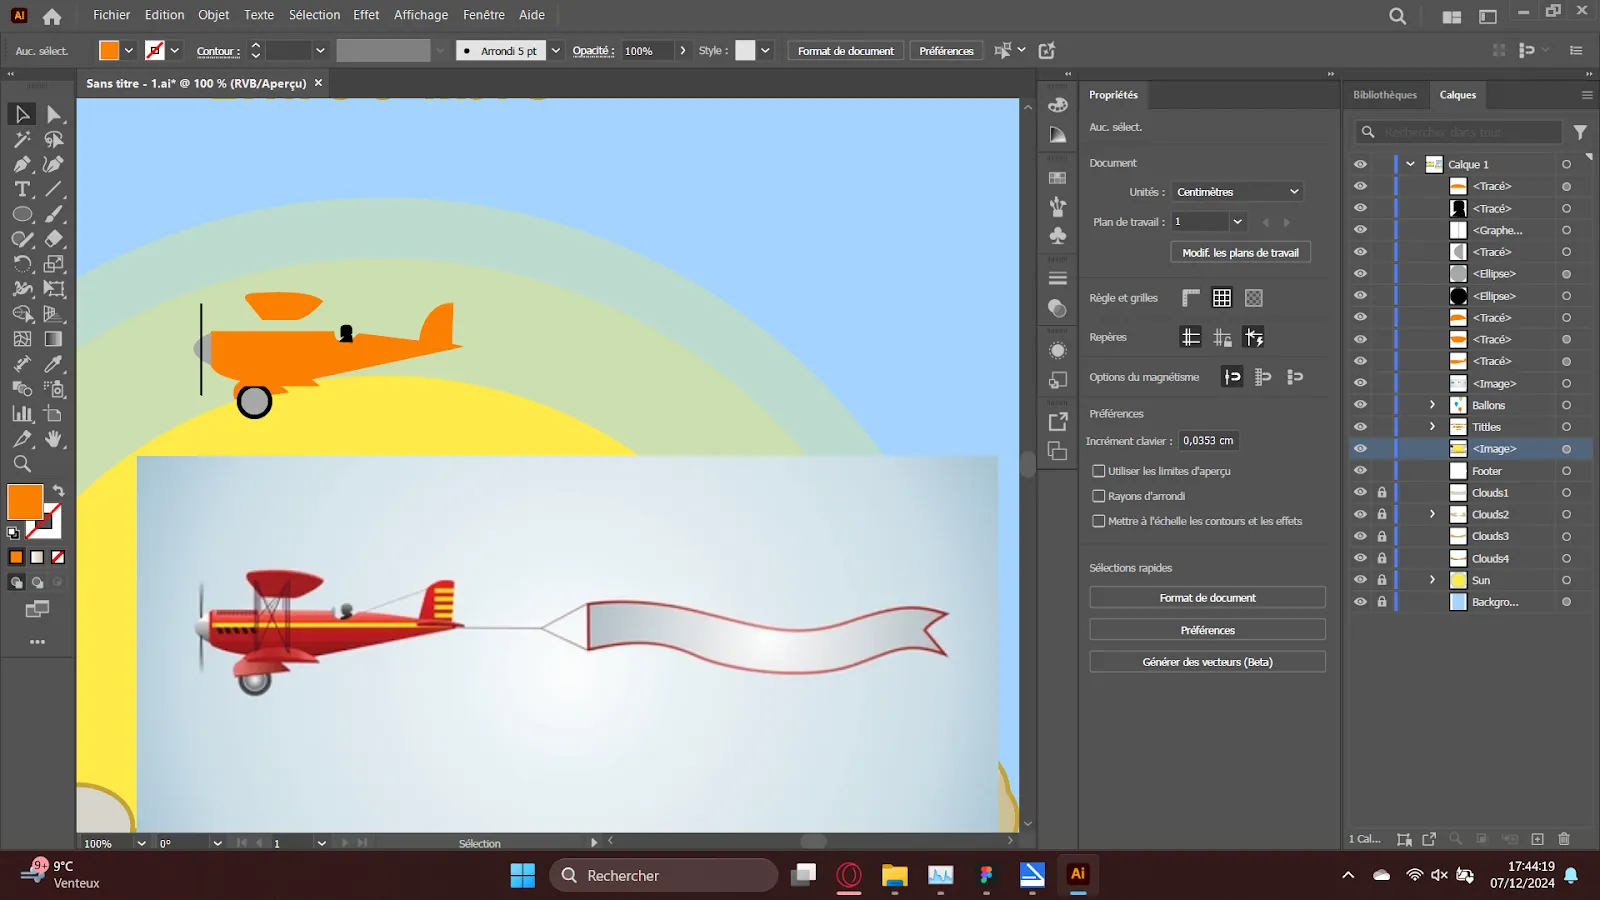 Ai
Fichier Edition Objet Texte Sélection Effet Affichage Fenêtre Aide
Auc. sélect. Contour : Arrondi 5 pt Opacité : 100% Style : Format de document Préférences
Sans titre - 1.ai* @ 100 % (RVB/Aperçu) ×
Propriétés
Auc. sélect.
Document
Unités : Centimètres
Plan de travail : 1
Modif. les plans de travail
Règle et grilles
Repères
Options du magnétisme
Préférences
Incrément clavier : 0,0353 cm
Utiliser les limites d'aperçu
Rayons d'arrondi
Mettre à l'échelle les contours et les effets
Sélections rapides
Format de document
Préférences
Générer des vecteurs (Beta)
Bibliothèques Calques
Rechercher dans tout
Calque 1
<Tracé>
<Tracé>
<Graphe...
<Tracé>
<Ellipse>
<Ellipse>
<Tracé>
<Tracé>
<Tracé>
<Image>
Ballons
Tittles
<Image>
Footer
Clouds1
Clouds2
Clouds3
Clouds4
Sun
Backgro...
1 Cal...
100% 0° 1 Sélection
9+
9°C
Venteux
Rechercher
Ai
17:44:19
07/12/2024